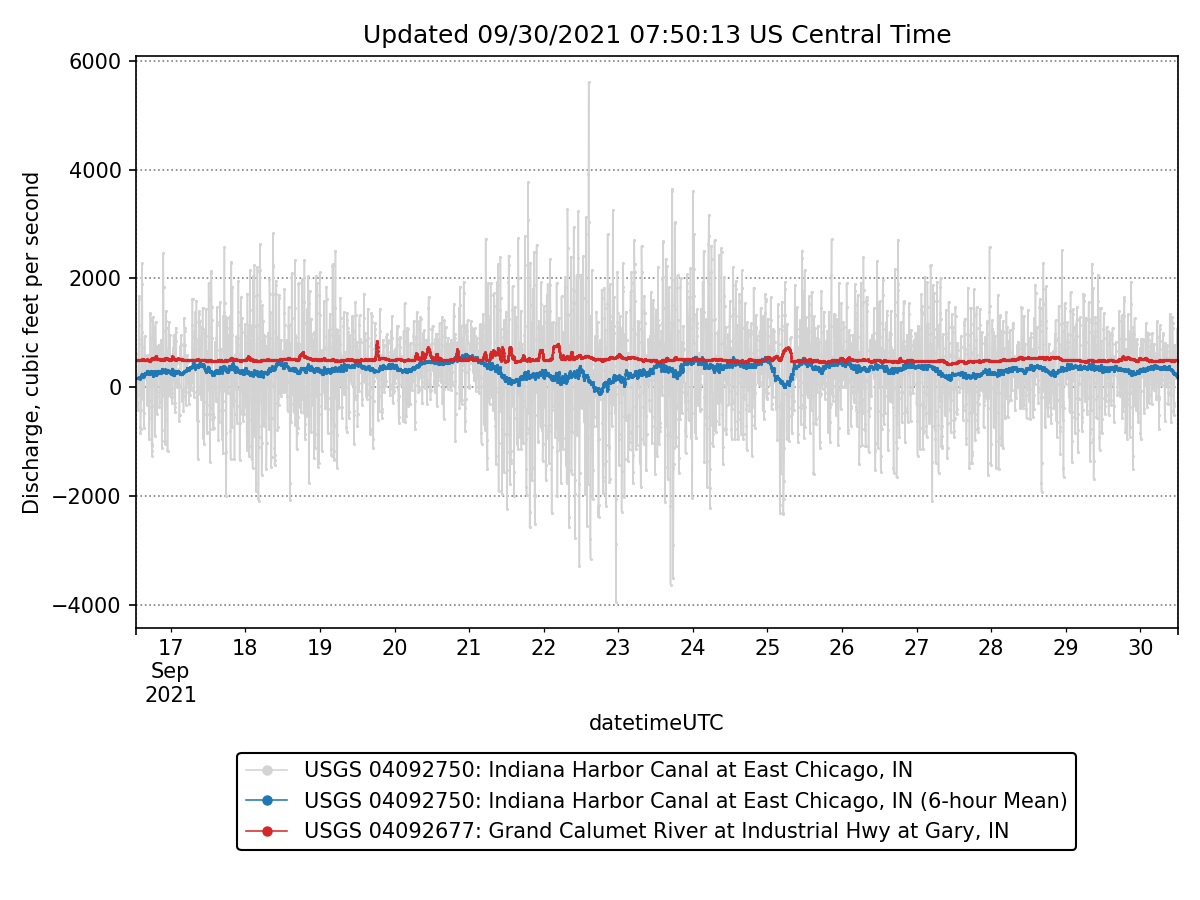 Updated 09/30/2021 07:50:13 US Central Time
6000
4000
2000
0
−2000
−4000
Discharge, cubic feet per second
17 18 19 20 21 22 23 24 25 26 27 28 29 30
Sep
2021
datetimeUTC
USGS 04092750: Indiana Harbor Canal at East Chicago, IN
USGS 04092750: Indiana Harbor Canal at East Chicago, IN (6-hour Mean)
USGS 04092677: Grand Calumet River at Industrial Hwy at Gary, IN